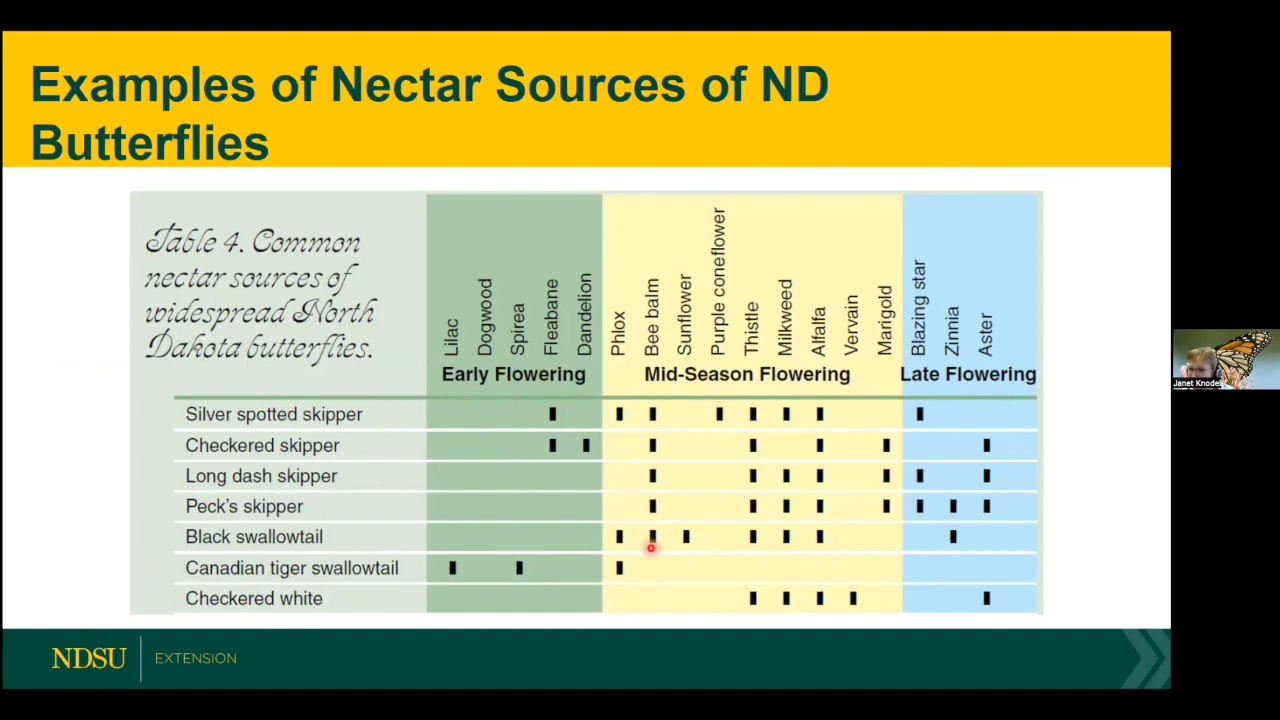 Examples of Nectar Sources of ND
Butterflies
Table 4. Common
nectar sources of
widespread North
Dakota butterflies.
Lilac
Dogwood
Spirea
Fleabane
Dandelion
Phlox
Bee balm
Sunflower
Purple coneflower
Thistle
Milkweed
Alfalfa
Vervain
Marigold
Blazing star
Zinnia
Aster
Early Flowering
Mid-Season Flowering
Late Flowering
Silver spotted skipper
Checkered skipper
Long dash skipper
Peck's skipper
Black swallowtail
Canadian tiger swallowtail
Checkered white
NDSU
EXTENSION
Janet Knodel